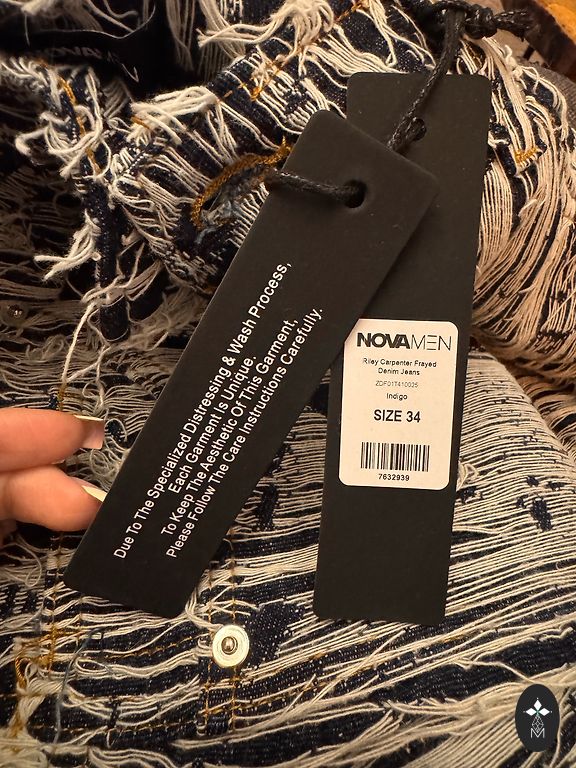 Due To The Specialized Distressing & Wash Process,
Each Garment Is Unique.
To Keep The Aesthetic Of This Garment,
Please Follow The Care Instructions Carefully.
NOVAMEN
Riley Carpenter Frayed
Denim Jeans
ZDF01T410025
Indigo
SIZE 34
7632939